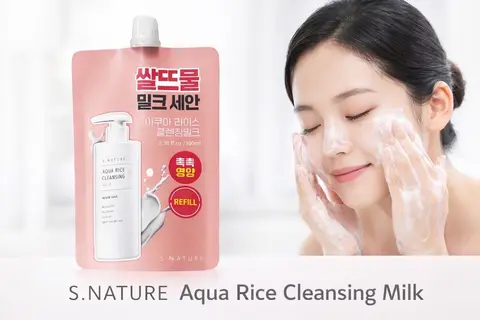 쌀뜨물
밀크 세안
아쿠아 라이스
클렌징밀크
촉촉
영양
REFILL
S.NATURE
AQUA RICE
CLEANSING
MILK
S.NATURE
S.NATURE Aqua Rice Cleansing Milk